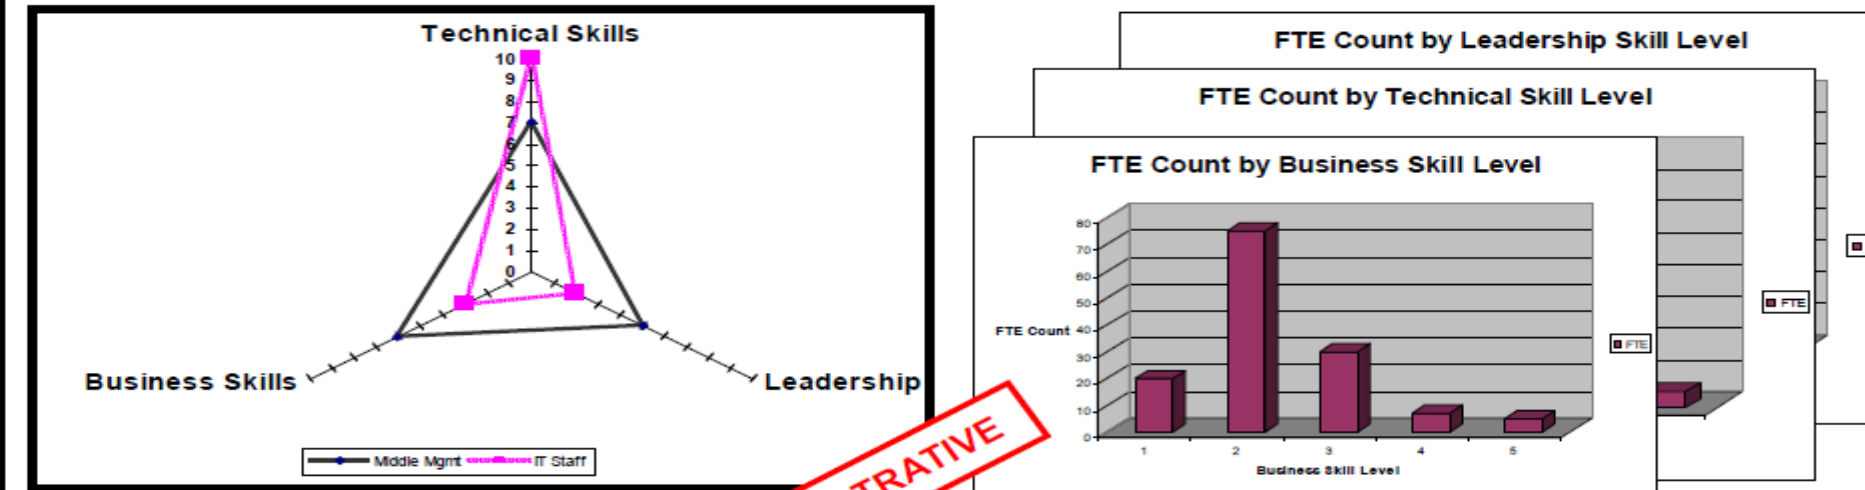 Technical Skills
10
9
8
7
6
5
4
3
2
1
0
Business Skills
Leadership
Middle Mgmt
IT Staff
FTE Count by Leadership Skill Level
FTE Count by Technical Skill Level
FTE
FTE Count by Business Skill Level
80
70
60
50
40
30
20
10
0
FTE Count
1 2 3 4 5
Business Skill Level
FTE
TRATIVE